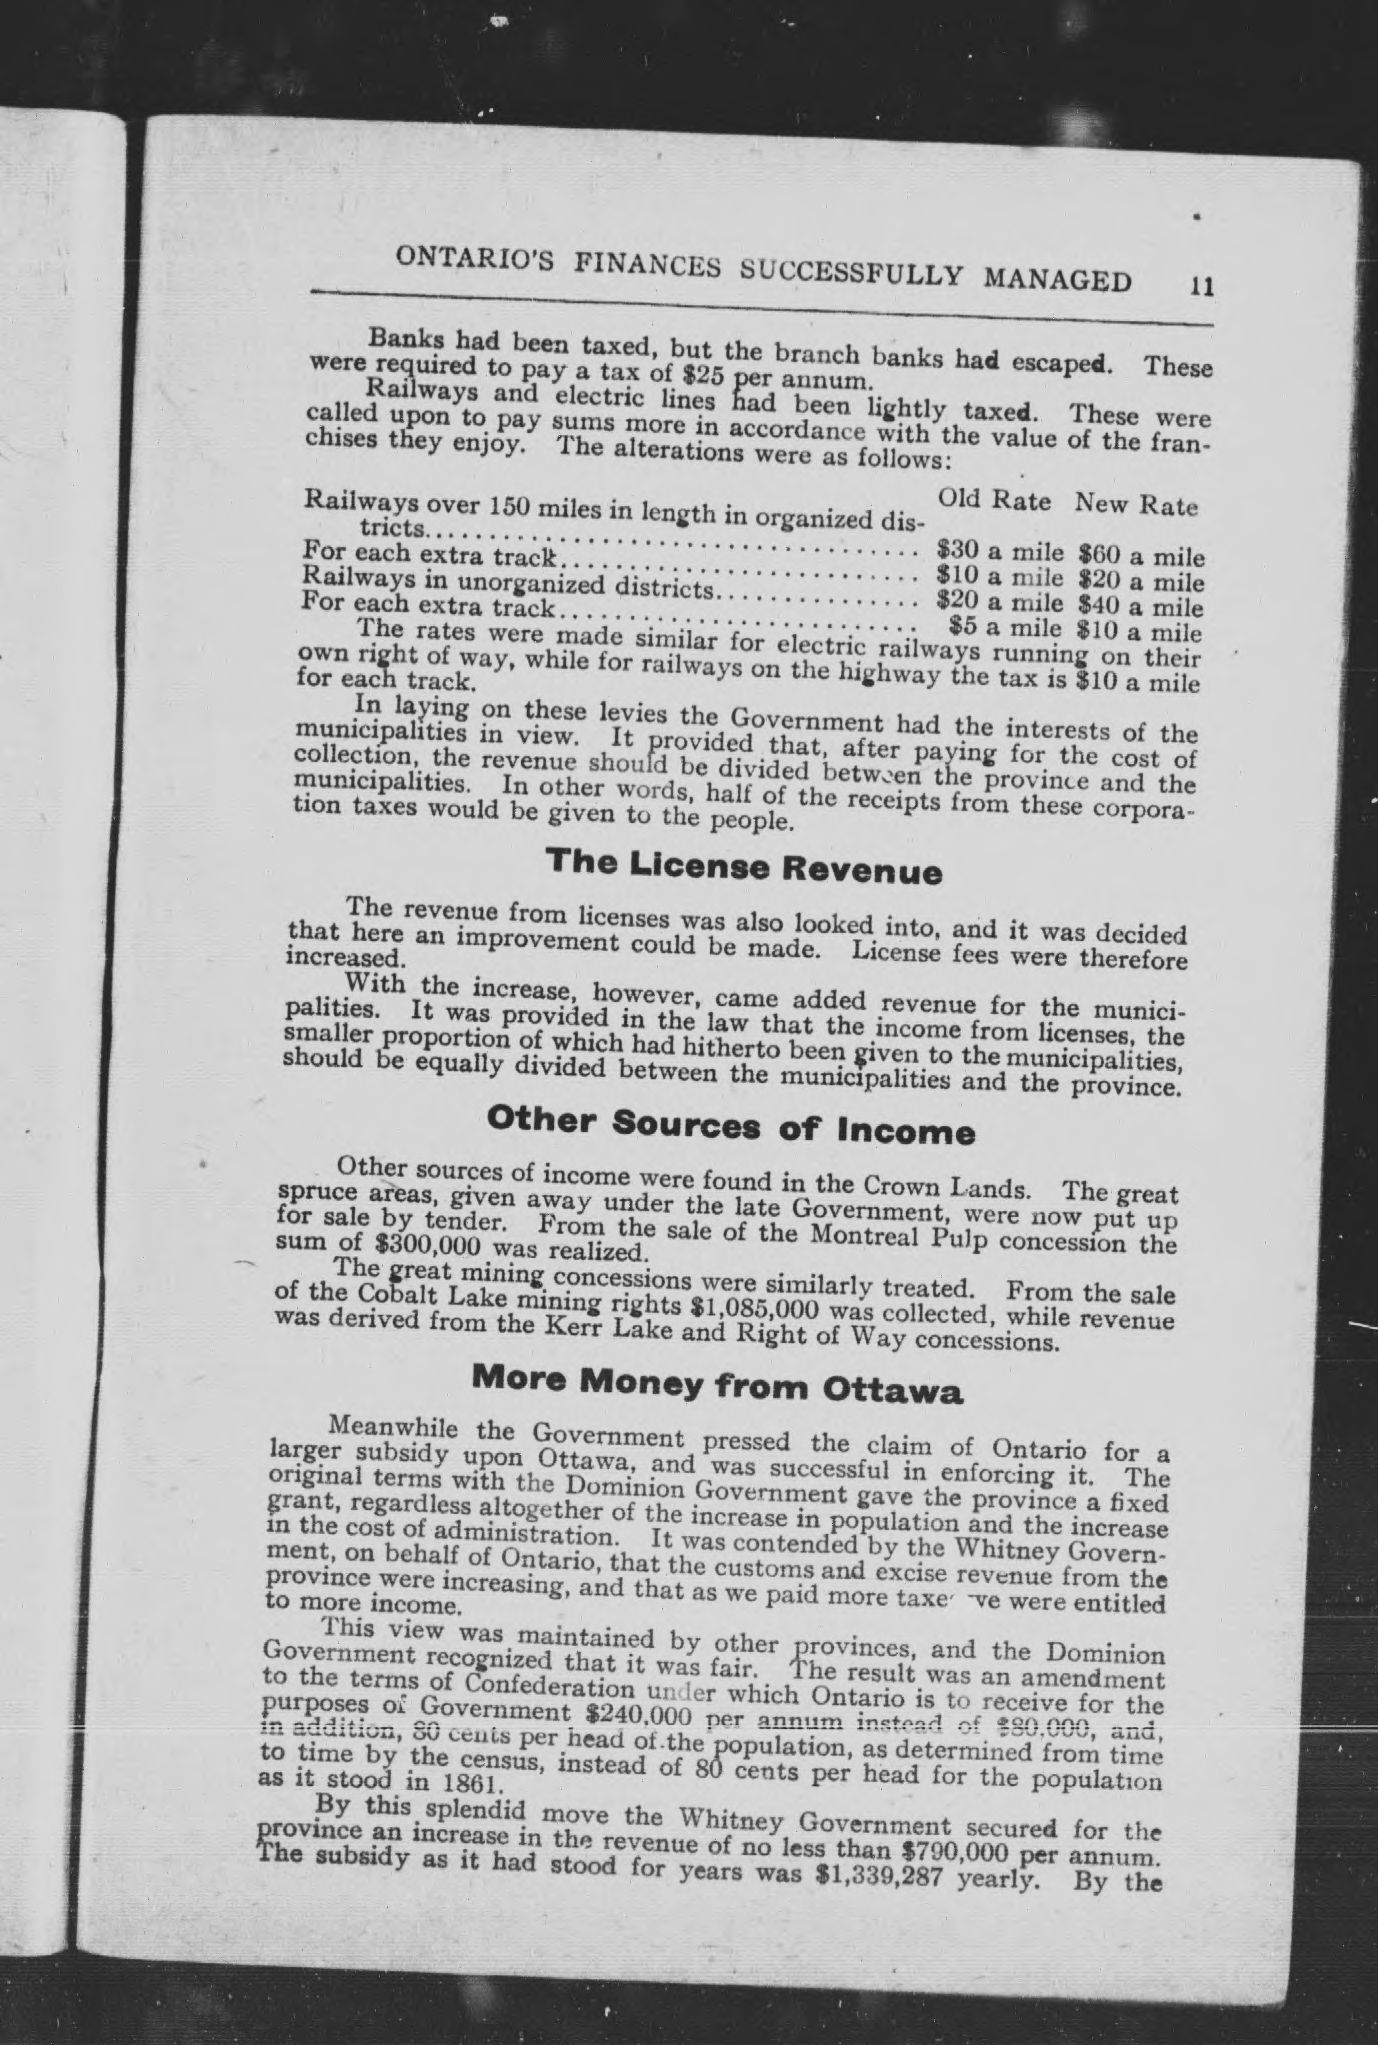 ONTARIO'S FINANCES SUCCESSFULLY MANAGED 11
Banks had been taxed, but the branch banks had escaped. These
were required to pay a tax of $25 per annum.
Railways and electric lines had been lightly taxed. These were
called upon to pay sums more in accordance with the value of the fran-
chises they enjoy. The alterations were as follows:
Old Rate New Rate
Railways over 150 miles in length in organized dis-
tricts........................................ $30 a mile $60 a mile
For each extra track............................. $10 a mile $20 a mile
Railways in unorganized districts................ $20 a mile $40 a mile
For each extra track............................. $5 a mile $10 a mile
The rates were made similar for electric railways running on their
own right of way, while for railways on the highway the tax is $10 a mile
for each track.
In laying on these levies the Government had the interests of the
municipalities in view. It provided that, after paying for the cost of
collection, the revenue should be divided between the province and the
municipalities. In other words, half of the receipts from these corpora-
tion taxes would be given to the people.
The License Revenue
The revenue from licenses was also looked into, and it was decided
that here an improvement could be made. License fees were therefore
increased.
With the increase, however, came added revenue for the munici-
palities. It was provided in the law that the income from licenses, the
smaller proportion of which had hitherto been given to the municipalities,
should be equally divided between the municipalities and the province.
Other Sources of Income
Other sources of income were found in the Crown Lands. The great
spruce areas, given away under the late Government, were now put up
for sale by tender. From the sale of the Montreal Pulp concession the
sum of $300,000 was realized.
The great mining concessions were similarly treated. From the sale
of the Cobalt Lake mining rights $1,085,000 was collected, while revenue
was derived from the Kerr Lake and Right of Way concessions.
More Money from Ottawa
Meanwhile the Government pressed the claim of Ontario for a
larger subsidy upon Ottawa, and was successful in enforcing it. The
original terms with the Dominion Government gave the province a fixed
grant, regardless altogether of the increase in population and the increase
in the cost of administration. It was contended by the Whitney Govern-
ment, on behalf of Ontario, that the customs and excise revenue from the
province were increasing, and that as we paid more were entitled
to more income.
This view was maintained by other provinces, and the Dominion
Government recognized that it was fair. The result was an amendment
to the terms of Confederation under which Ontario is to receive for the
purposes of Government $240,000 per annum instead of $80,000, and,
in addition, 80 cents per head of the population, as determined from time
to time by the census, instead of 80 cents per head for the population
as it stood in 1861.
By this splendid move the Whitney Government secured for the
province an increase in the revenue of no less than $790,000 per annum.
The subsidy as it had stood for years was $1,339,287 yearly. By the